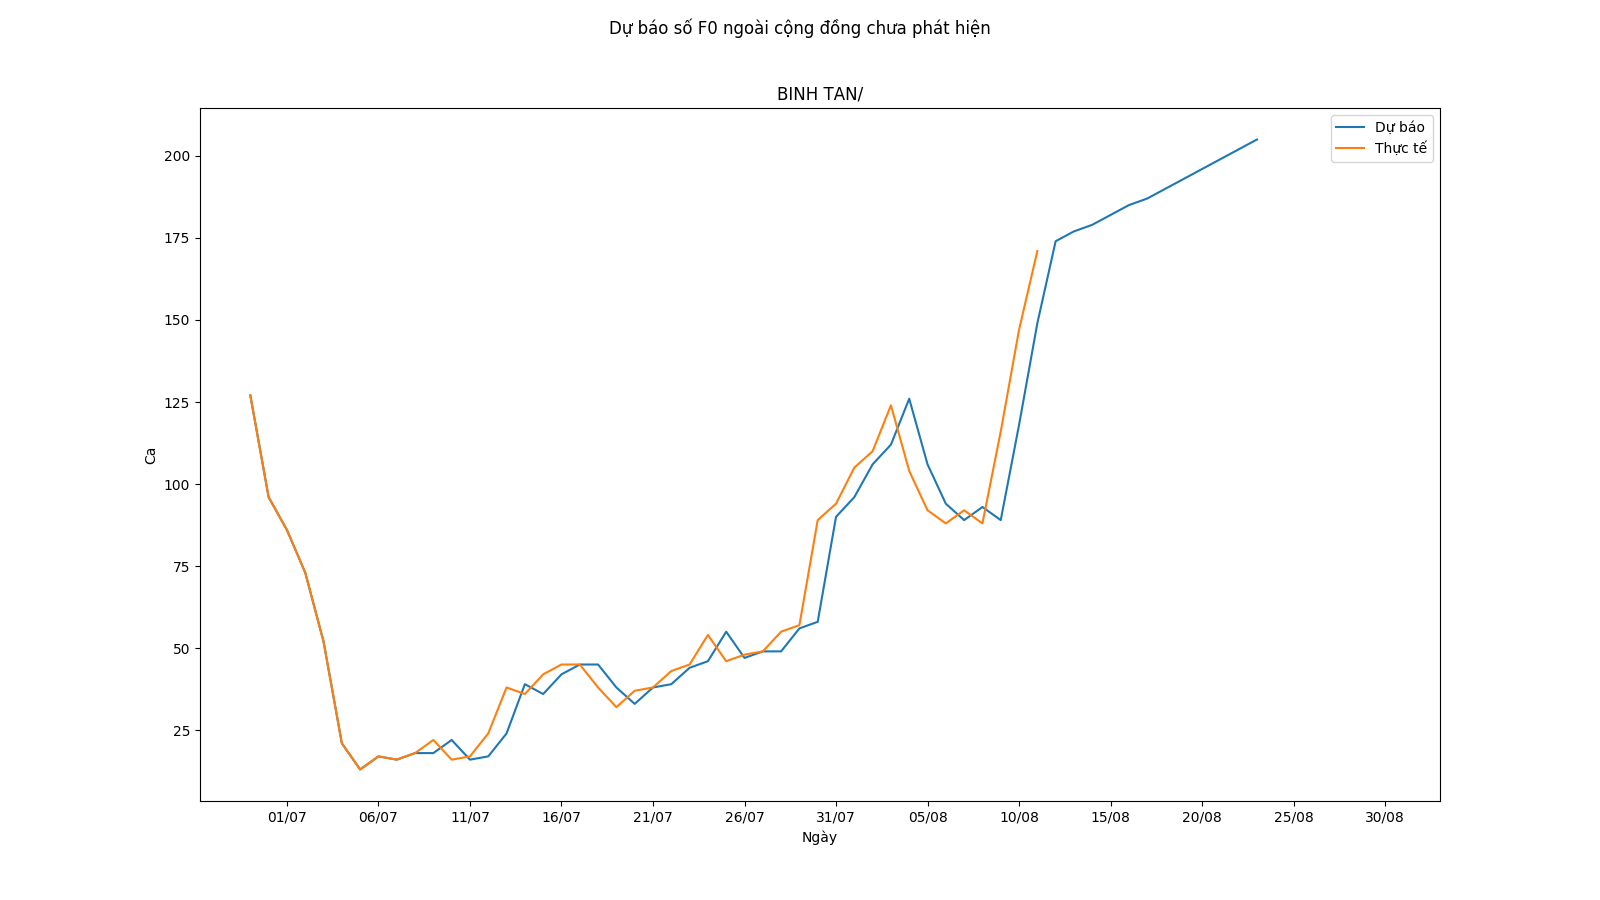 Dự báo số F0 ngoài cộng đồng chưa phát hiện
BINH TAN/
Dự báo
Thực tế
200
175
150
125
100
75
50
25
Ca
01/07 06/07 11/07 16/07 21/07 26/07 31/07 05/08 10/08 15/08 20/08 25/08 30/08
Ngày